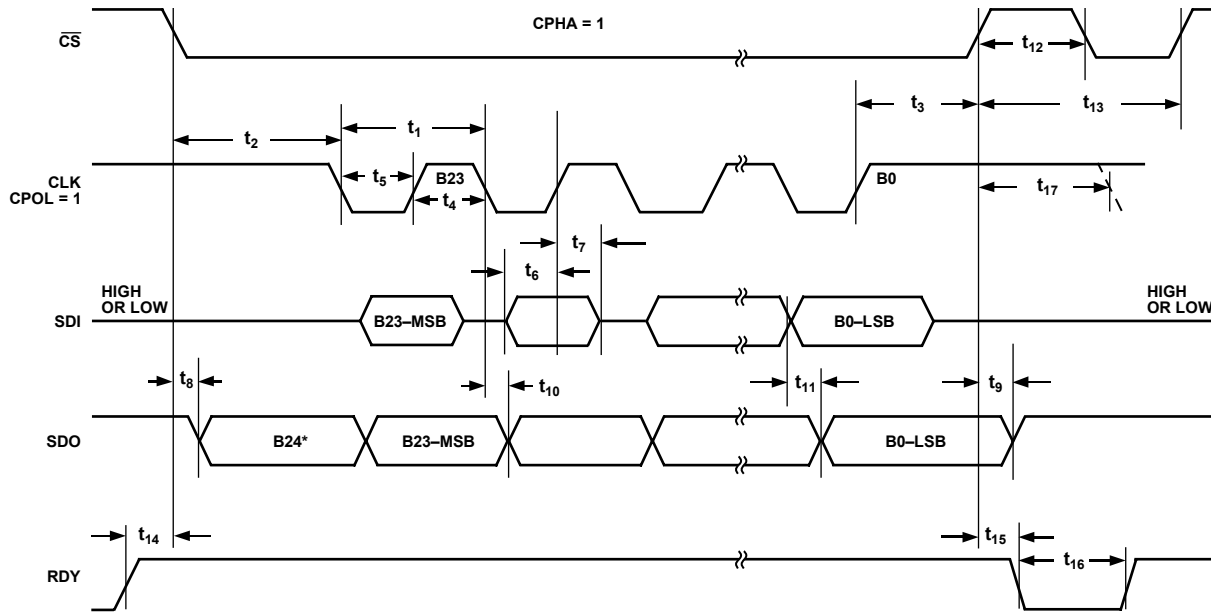 CPHA = 1
CS
t12
t3
t13
t2
t1
CLK
CPOL = 1
t5
B23
t4
B0
t17
t7
t6
HIGH
OR LOW
SDI
B23–MSB
B0–LSB
HIGH
OR LOW
t8
t10
t11
t9
SDO
B24*
B23–MSB
B0–LSB
t14
t15
t16
RDY